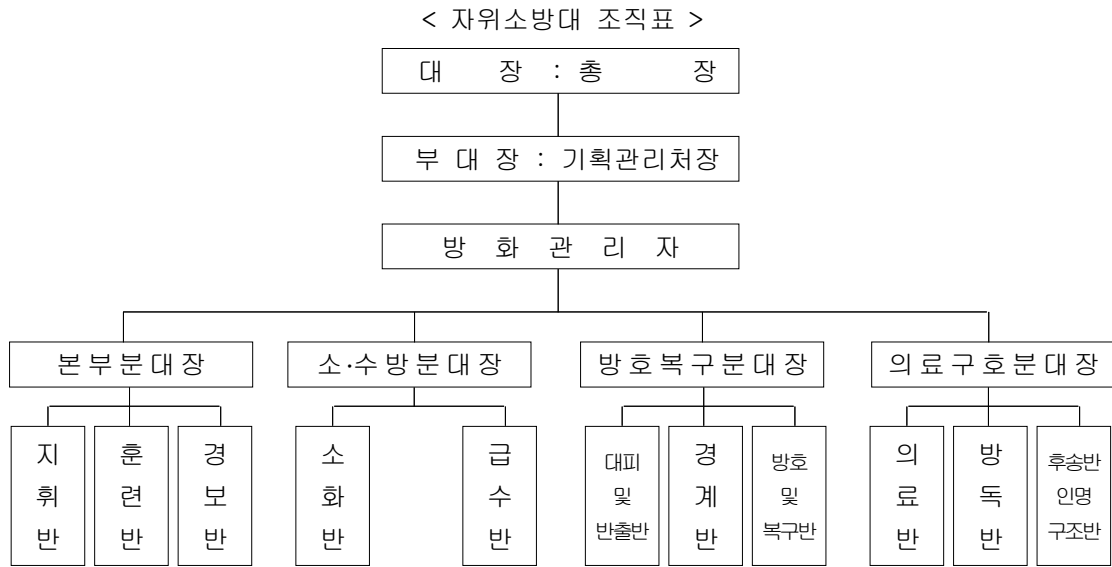 < 자위소방대 조직표 >
대 장 : 총 장
부 대 장 : 기획관리처장
방 화 관 리 자
본부분대장
소·수방분대장
방호복구분대장
의료구호분대장
지
휘
반
훈
련
반
경
보
반
소
화
반
급
수
반
대피
및
반출반
경
계
반
방호
및
복구반
의
료
반
방
독
반
후송반
인명
구조반